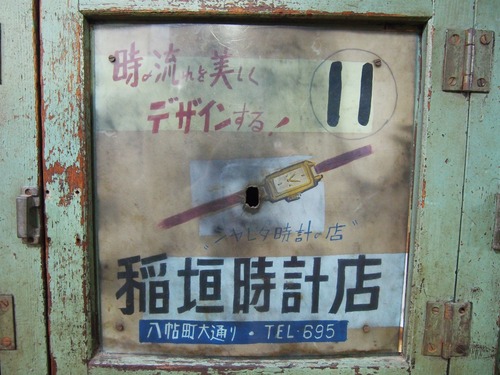 時の流れを美しく
デザインする！
11
"シャレタ時計の店"
稲垣時計店
八帖町大通り・TEL・695